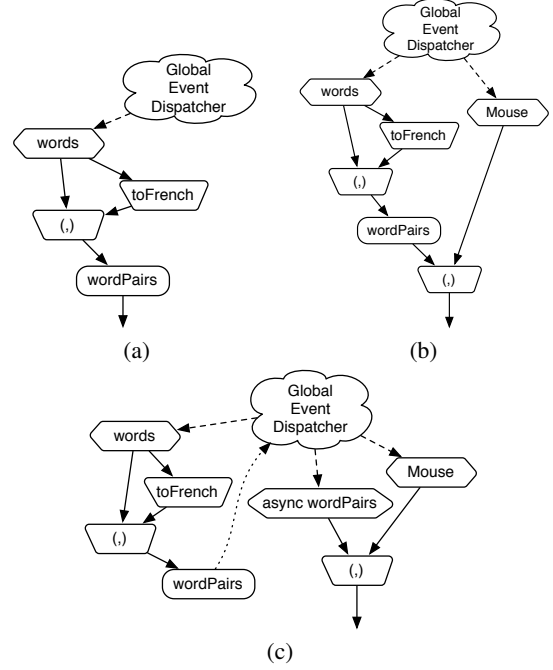 Global
Event
Dispatcher
words
toFrench
(,)
wordPairs
(a)
Global
Event
Dispatcher
words
Mouse
toFrench
(,)
wordPairs
(,)
(b)
Global
Event
Dispatcher
words
Mouse
toFrench
async wordPairs
(,)
(,)
wordPairs
(c)